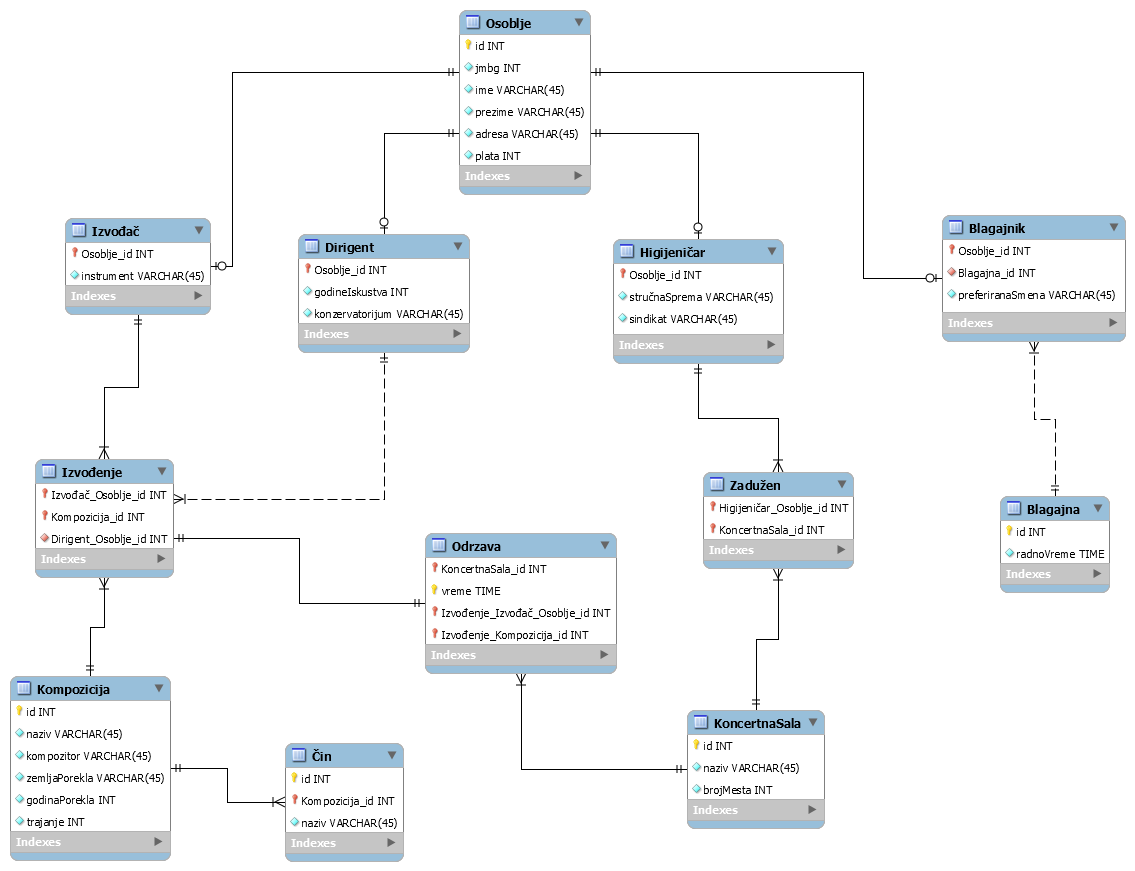 Osoblje
id INT
jmbg INT
ime VARCHAR(45)
prezime VARCHAR(45)
adresa VARCHAR(45)
plata INT
Indexes
Izvođač
Osoblje_id INT
instrument VARCHAR(45)
Indexes
Dirigent
Osoblje_id INT
godineIskustva INT
konzervatorijum VARCHAR(45)
Indexes
Higijeničar
Osoblje_id INT
stručnaSprema VARCHAR(45)
sindikat VARCHAR(45)
Indexes
Blagajnik
Osoblje_id INT
Blagajna_id INT
preferiranaSmena VARCHAR(45)
Indexes
Izvođenje
Izvođač_Osoblje_id INT
Kompozicija_id INT
Dirigent_Osoblje_id INT
Indexes
Odrzava
KoncertnaSala_id INT
vreme TIME
Izvođenje_Izvođač_Osoblje_id INT
Izvođenje_Kompozicija_id INT
Indexes
Zadužen
Higijeničar_Osoblje_id INT
KoncertnaSala_id INT
Indexes
Blagajna
id INT
radnoVreme TIME
Indexes
Kompozicija
id INT
naziv VARCHAR(45)
kompozitor VARCHAR(45)
zemljaPorekla VARCHAR(45)
godinaPorekla INT
trajanje INT
Indexes
Čin
id INT
Kompozicija_id INT
naziv VARCHAR(45)
Indexes
KoncertnaSala
id INT
naziv VARCHAR(45)
brojMesta INT
Indexes